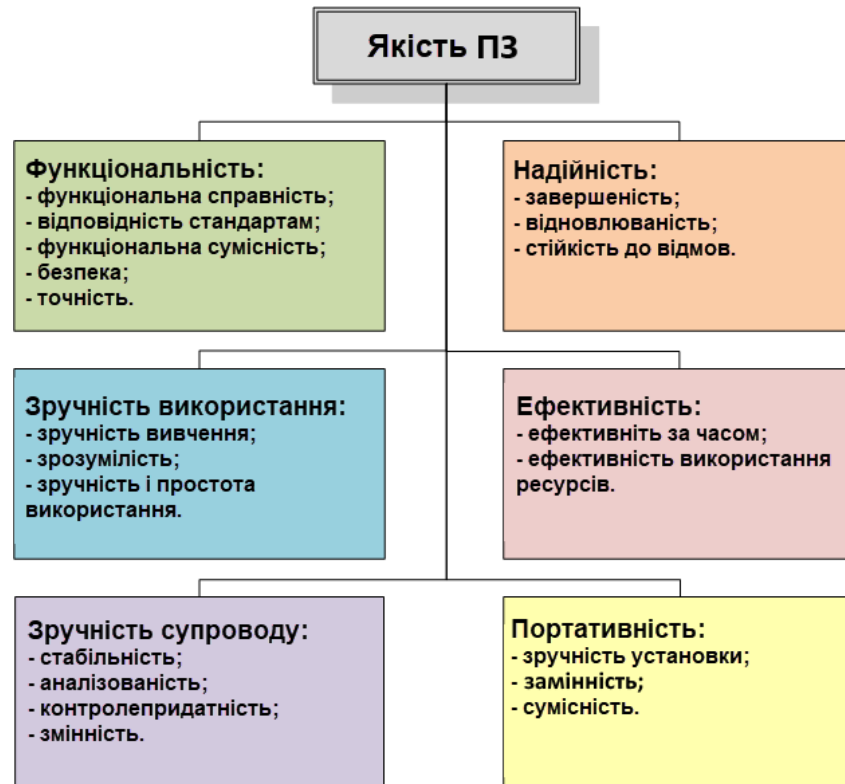 Якість ПЗ
Функціональність:
- функціональна справність;
- відповідність стандартам;
- функціональна сумісність;
- безпека;
- точність.
Надійність:
- завершеність;
- відновлюваність;
- стійкість до відмов.
Зручність використання:
- зручність вивчення;
- зрозумілість;
- зручність і простота
використання.
Ефективність:
- ефективніть за часом;
- ефективність використання
ресурсів.
Зручність супроводу:
- стабільність;
- аналізованість;
- контролепридатність;
- змінність.
Портативність:
- зручність установки;
- замінність;
- сумісність.